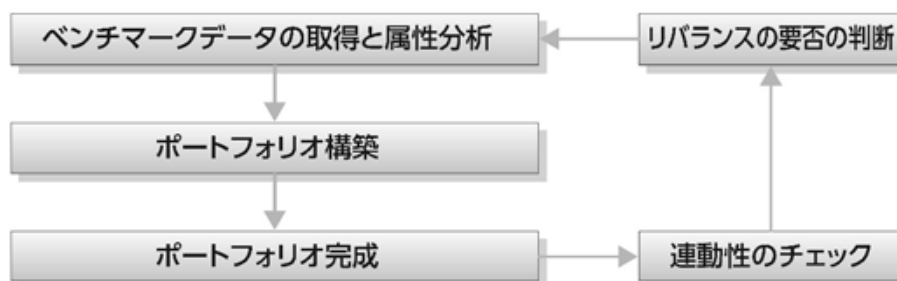 ベンチマークデータの取得と属性分析
リバランスの要否の判断
ポートフォリオ構築
ポートフォリオ完成
連動性のチェック